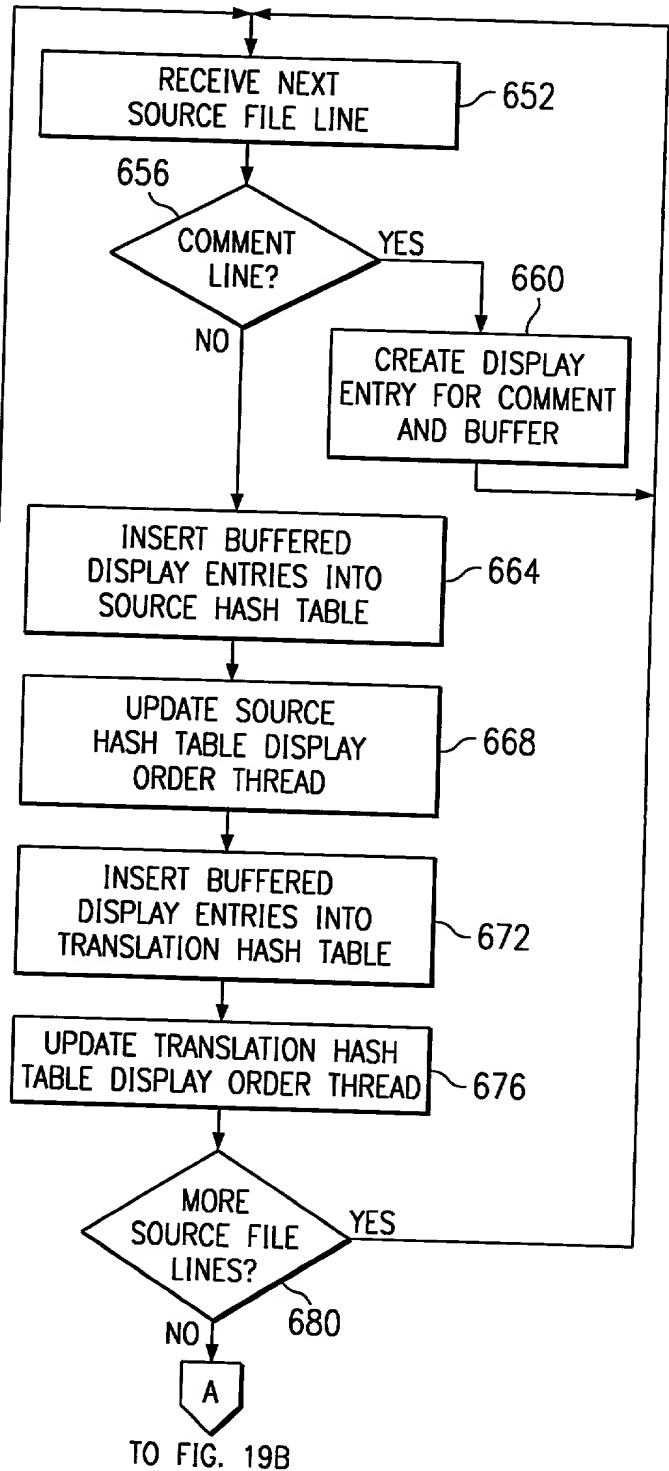 RECEIVE NEXT
SOURCE FILE LINE
652
656
COMMENT
LINE?
YES
NO
660
CREATE DISPLAY
ENTRY FOR COMMENT
AND BUFFER
INSERT BUFFERED
DISPLAY ENTRIES INTO
SOURCE HASH TABLE
664
UPDATE SOURCE
HASH TABLE DISPLAY
ORDER THREAD
668
INSERT BUFFERED
DISPLAY ENTRIES INTO
TRANSLATION HASH TABLE
672
UPDATE TRANSLATION HASH
TABLE DISPLAY ORDER THREAD
676
MORE
SOURCE FILE
LINES?
YES
680
NO
A
TO FIG. 19B